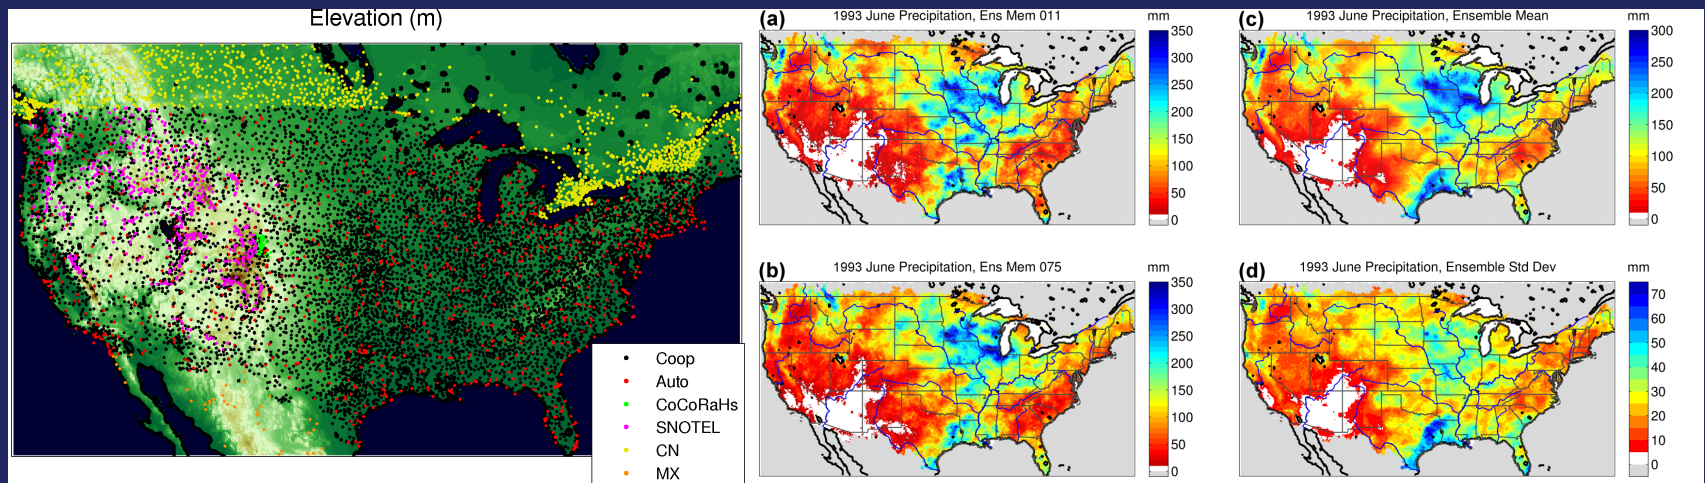 Elevation (m)
Coop
Auto
CoCoRaHs
SNOTEL
CN
MX
(a)
1993 June Precipitation, Ens Mem 011
mm
350
300
250
200
150
100
50
0
(c)
1993 June Precipitation, Ensemble Mean
mm
300
250
200
150
100
50
0
(b)
1993 June Precipitation, Ens Mem 075
mm
350
300
250
200
150
100
50
0
(d)
1993 June Precipitation, Ensemble Std Dev
mm
70
60
50
40
30
20
10
0